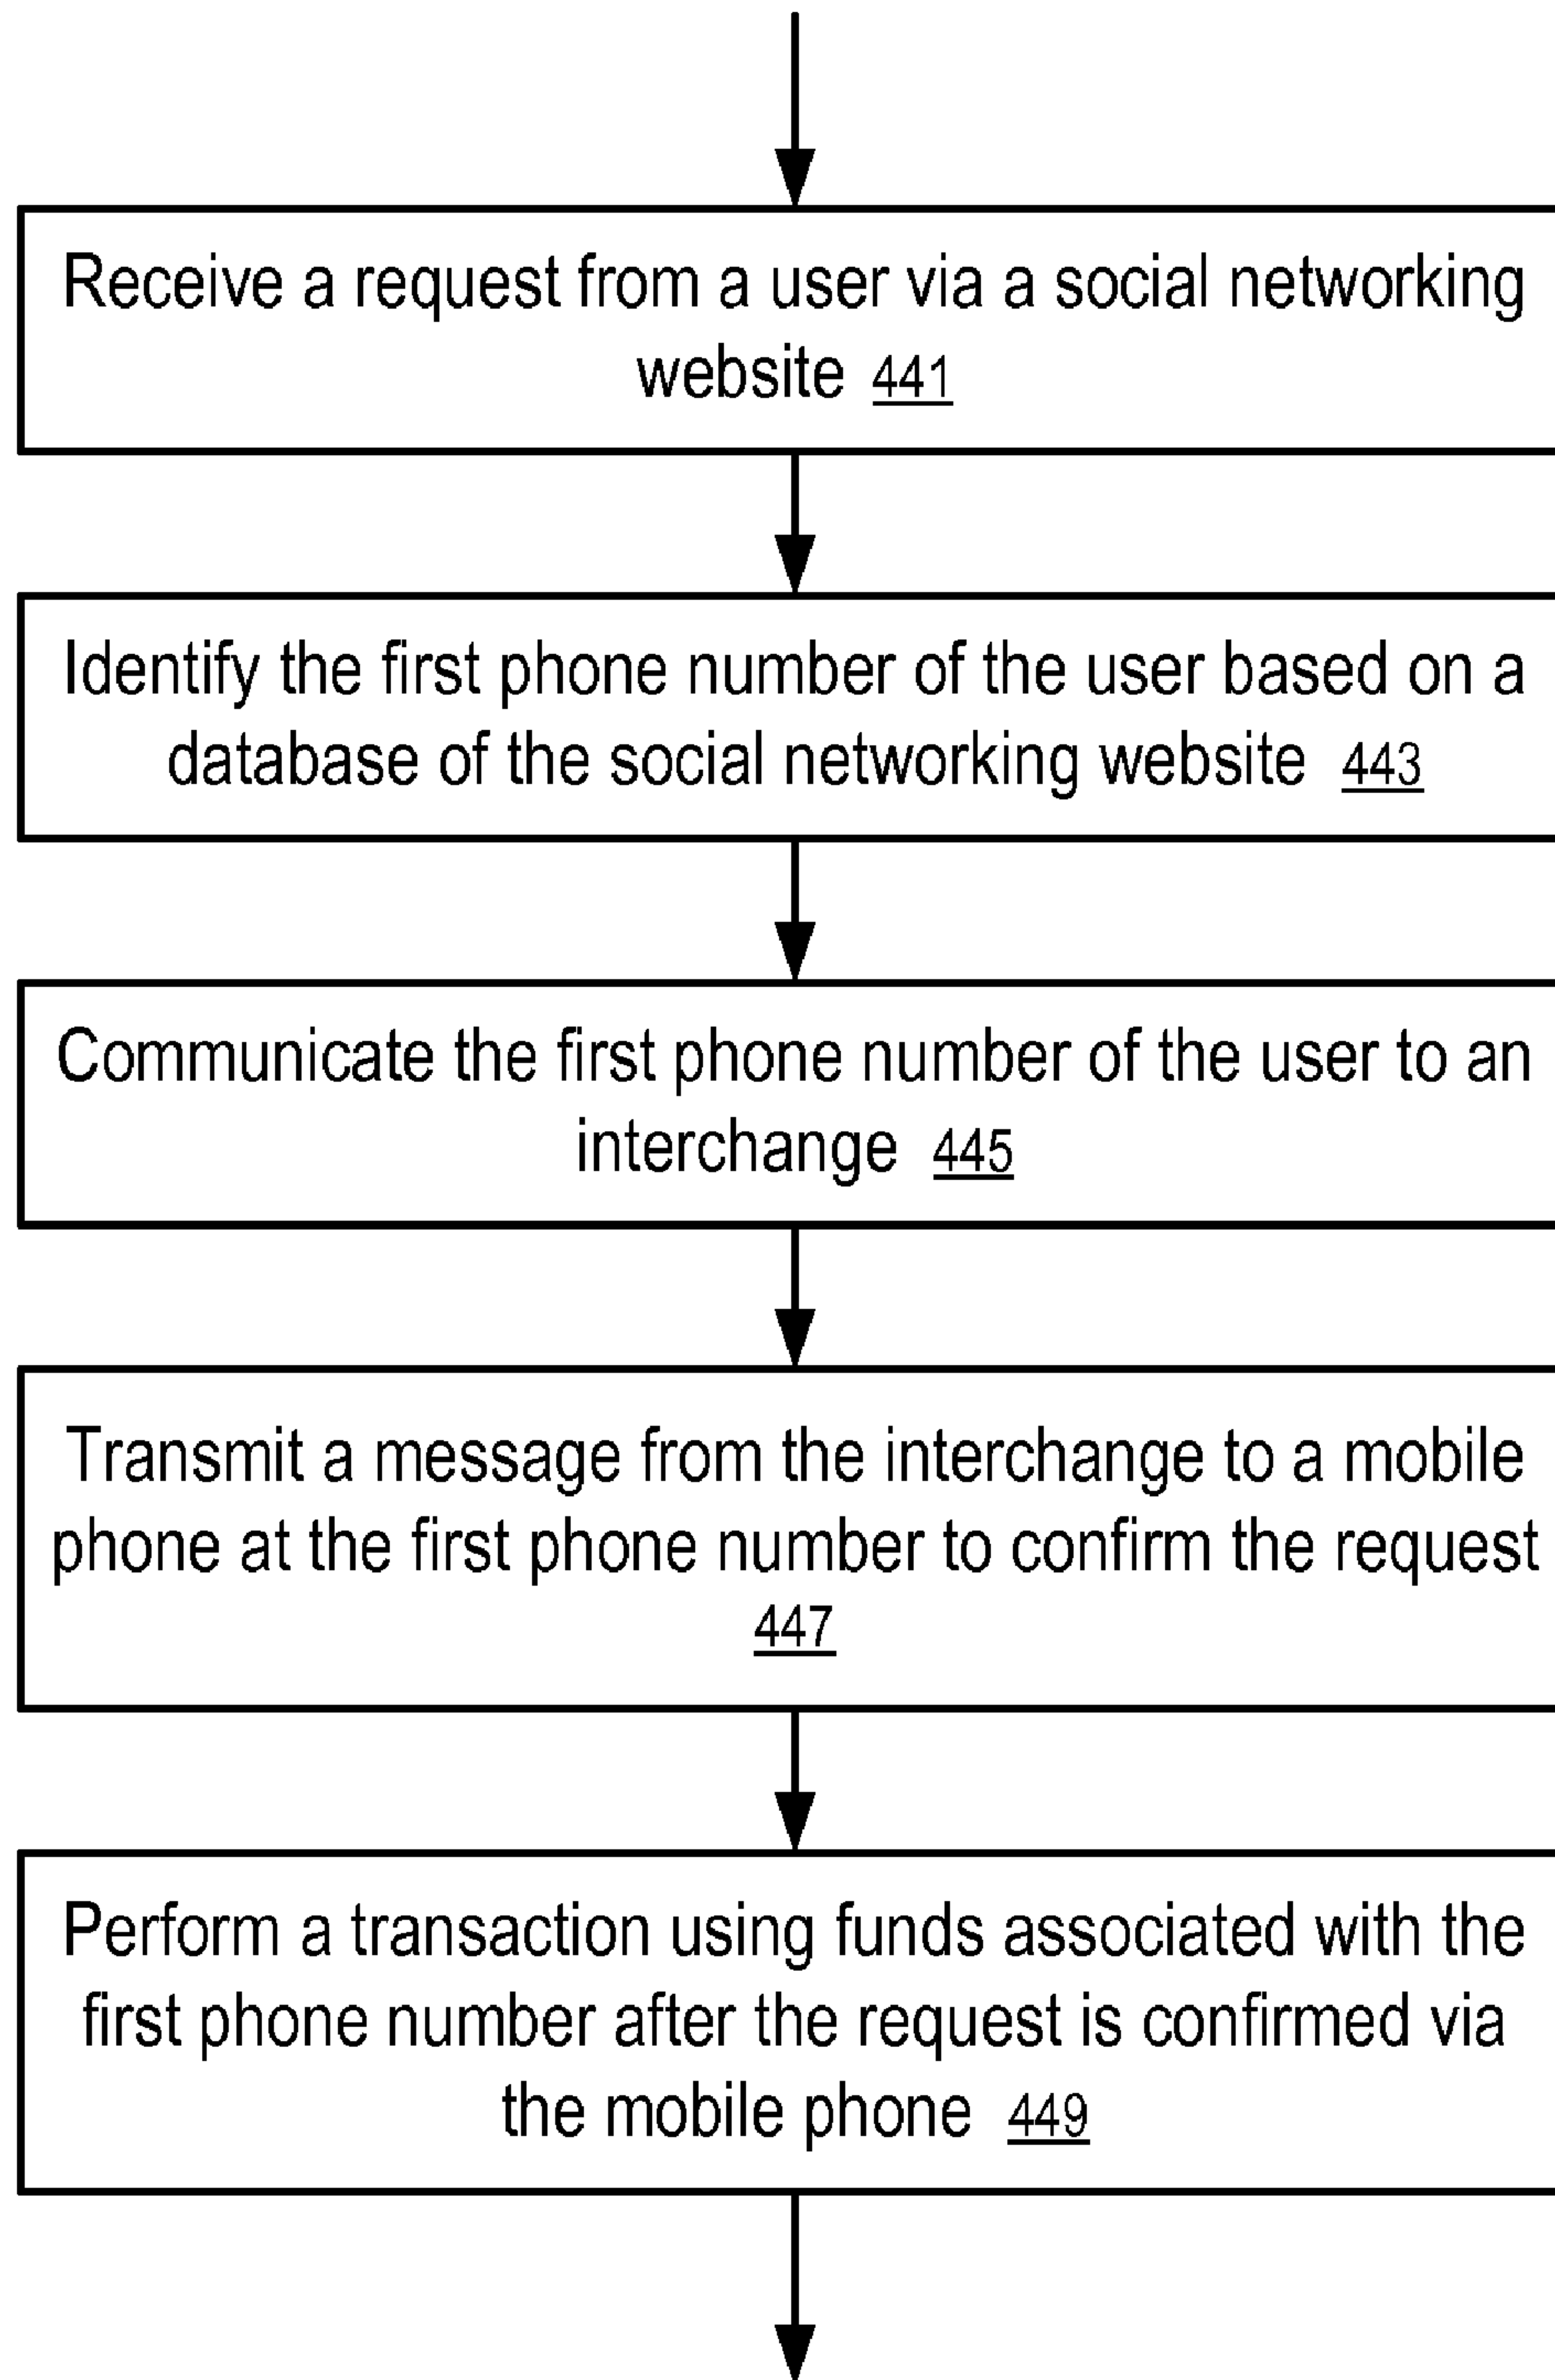 Receive a request from a user via a social networking
website 441
Identify the first phone number of the user based on a
database of the social networking website 443
Communicate the first phone number of the user to an
interchange 445
Transmit a message from the interchange to a mobile
phone at the first phone number to confirm the request
447
Perform a transaction using funds associated with the
first phone number after the request is confirmed via
the mobile phone 449